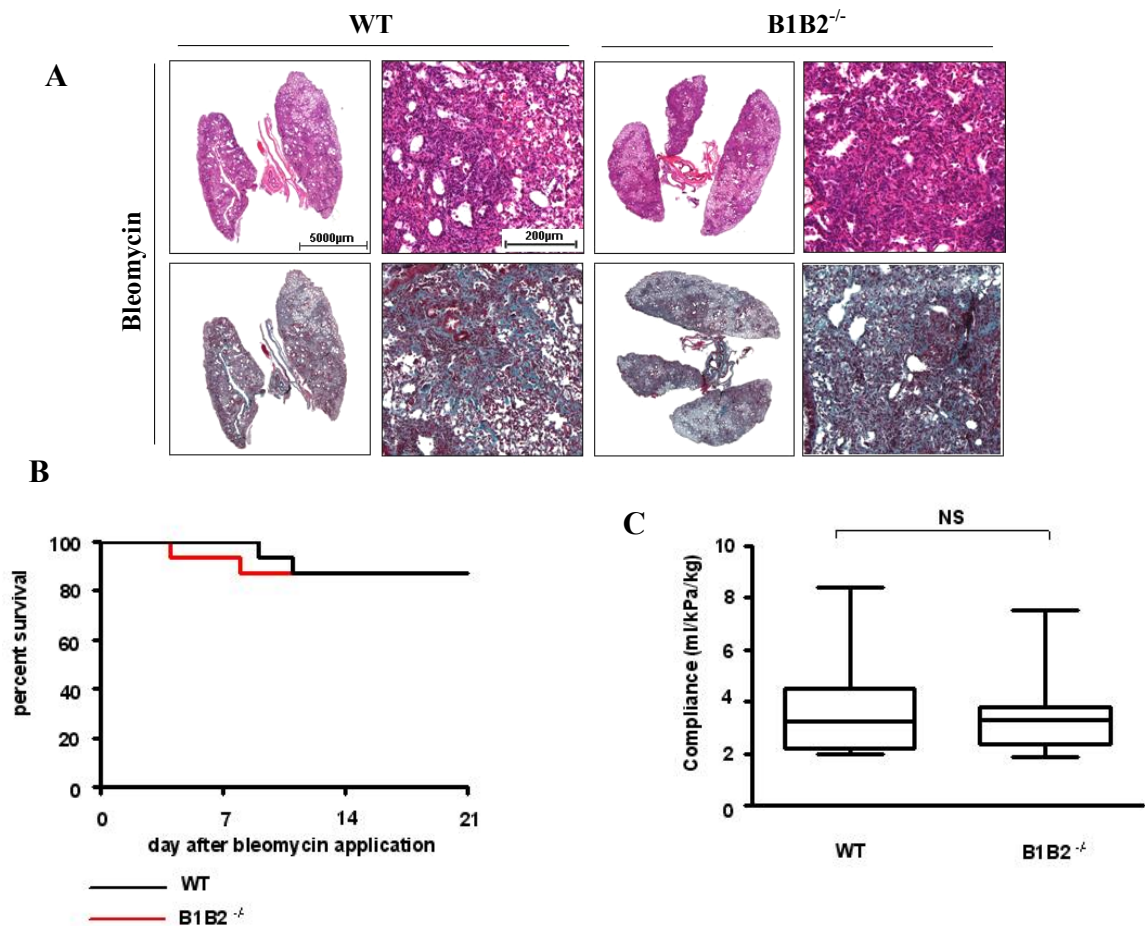 WT
B1B2-/-
A
Bleomycin
5000µm
200µm
B
100
80
60
40
20
0
percent survival
0 7 14 21
day after bleomycin application
WT
B1B2 -/-
C
NS
10
8
6
4
2
0
Compliance (ml/kPa/kg)
WT B1B2 -/-